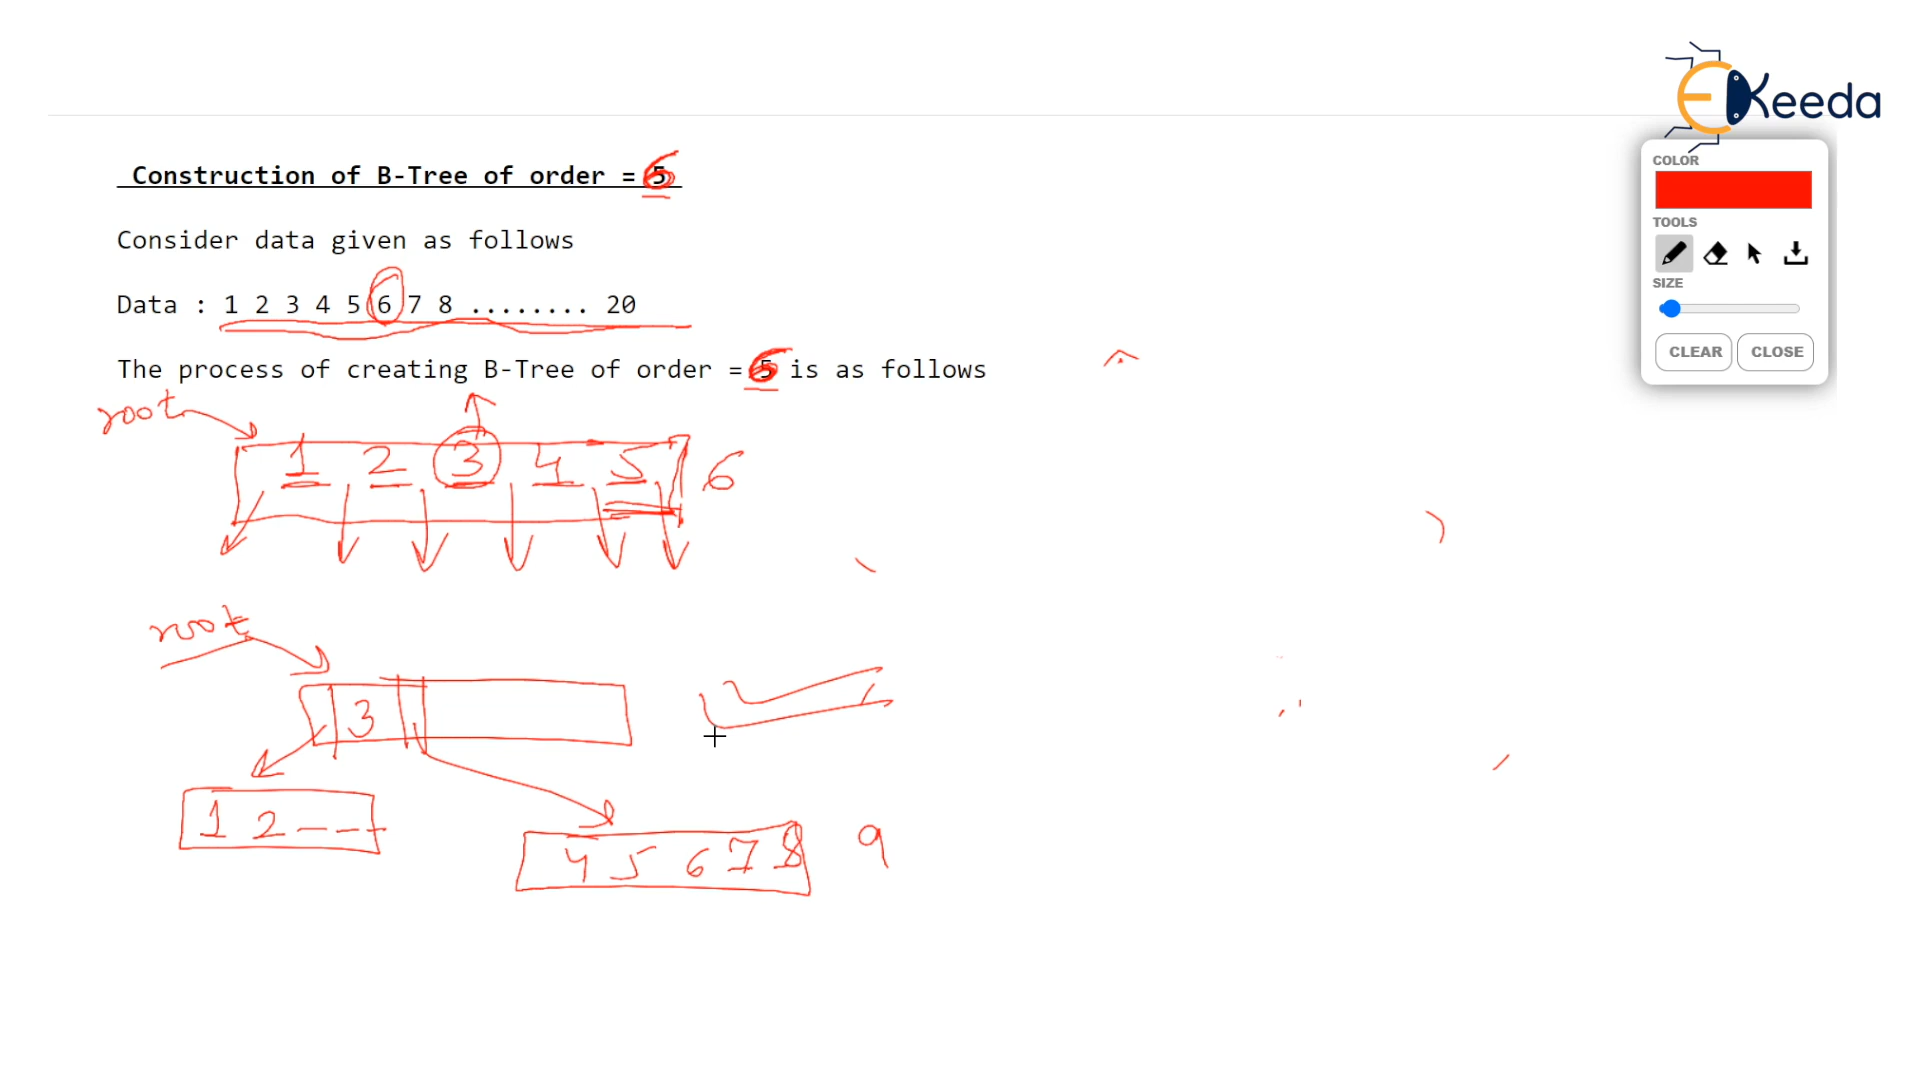 EKeeda
COLOR
TOOLS
SIZE
CLEAR CLOSE
Construction of B-Tree of order = 6
Consider data given as follows
Data : 1 2 3 4 5 6 7 8 ........ 20
The process of creating B-Tree of order = 6 is as follows
root
1 2 3 4 5 6
root
3
1 2 ---
4 5 6 7 8 9